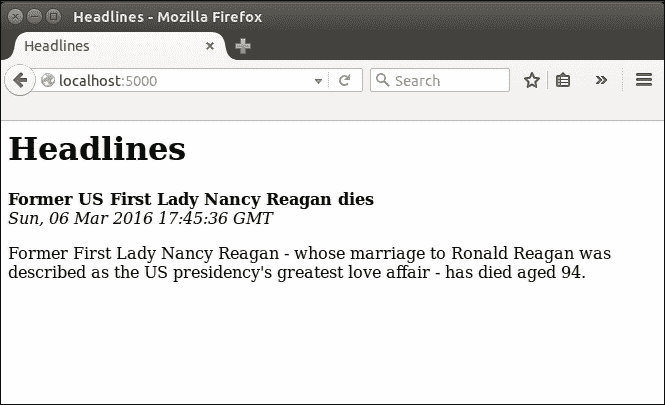 Headlines - Mozilla Firefox
Headlines
localhost:5000
Search
Headlines
Former US First Lady Nancy Reagan dies
Sun, 06 Mar 2016 17:45:36 GMT
Former First Lady Nancy Reagan - whose marriage to Ronald Reagan was
described as the US presidency's greatest love affair - has died aged 94.